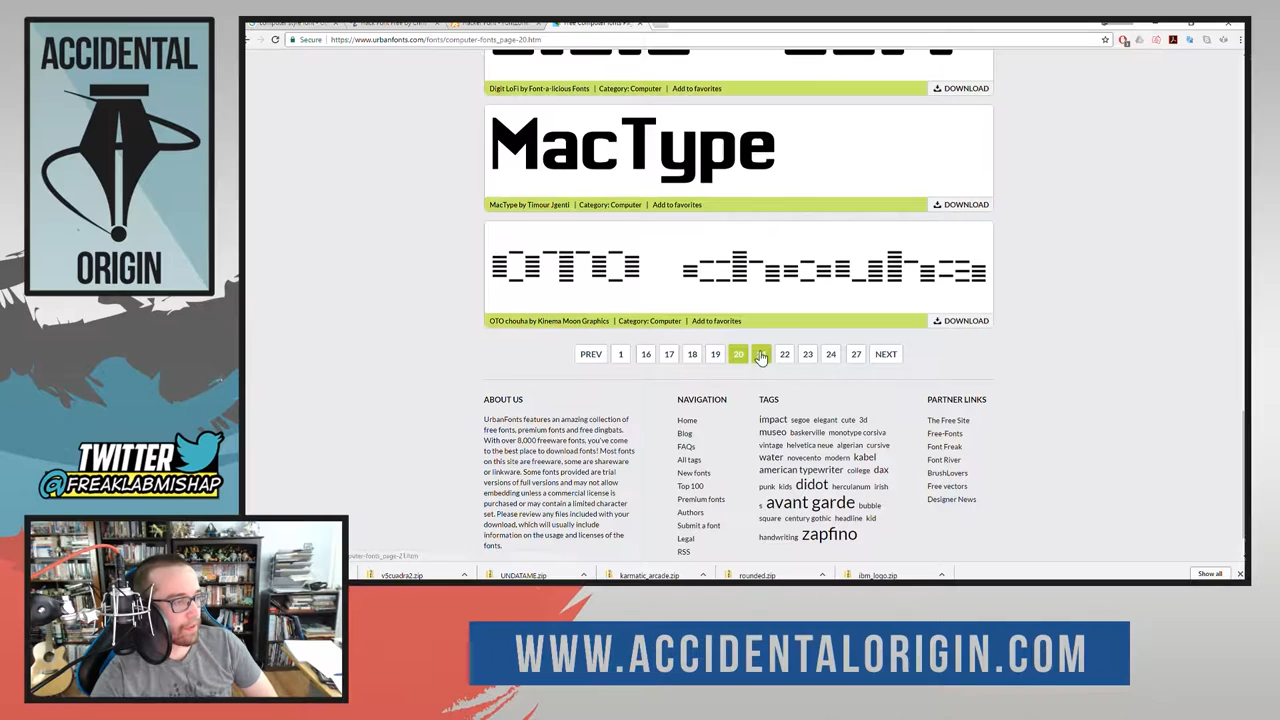 ACCIDENTAL
ORIGIN
Secure
https://www.urbanfonts.com/fonts/computer-fonts_page-20.htm
Digit LoFi by Font-a-licious Fonts | Category: Computer | Add to favorites
DOWNLOAD
MacType
MacType by Timour Jgenti | Category: Computer | Add to favorites
DOWNLOAD
OTO chouha
OTO chouha by Kinema Moon Graphics | Category: Computer | Add to favorites
DOWNLOAD
PREV 1 16 17 18 19 20 22 23 24 27 NEXT
ABOUT US
UrbanFonts features an amazing collection of
free fonts, premium fonts and free dingbats.
With over 8,000 freeware fonts, you've come
to the best place to download fonts! Most fonts
on this site are freeware, some are shareware
or linkware. Some fonts provided are trial
versions of full versions and may not allow
embedding unless a commercial license is
purchased or may contain a limited character
set. Please review any files included with your
download, which will usually include
information on the usage and licenses of the
fonts.
NAVIGATION
Home
Blog
FAQs
All tags
New fonts
Top 100
Premium fonts
Authors
Submit a font
Legal
RSS
TAGS
impact segoe elegant cute 3d
museo baskerville monotype corsiva
vintage helvetica neue algerian cursive
water novecento modern kabel
american typewriter college dax
punk kids didot herculanum irish
s avant garde bubble
square century gothic headline kid
handwriting zapfino
PARTNER LINKS
The Free Site
Free-Fonts
Font Freak
Font River
BrushLovers
Free vectors
Designer News
v5cuadra2.zip
UNDATAME.zip
karmatic_arcade.zip
rounded.zip
ibm_logo.zip
Show all
TWITTER
@FREAKLABMISHAP
WWW.ACCIDENTALORIGIN.COM